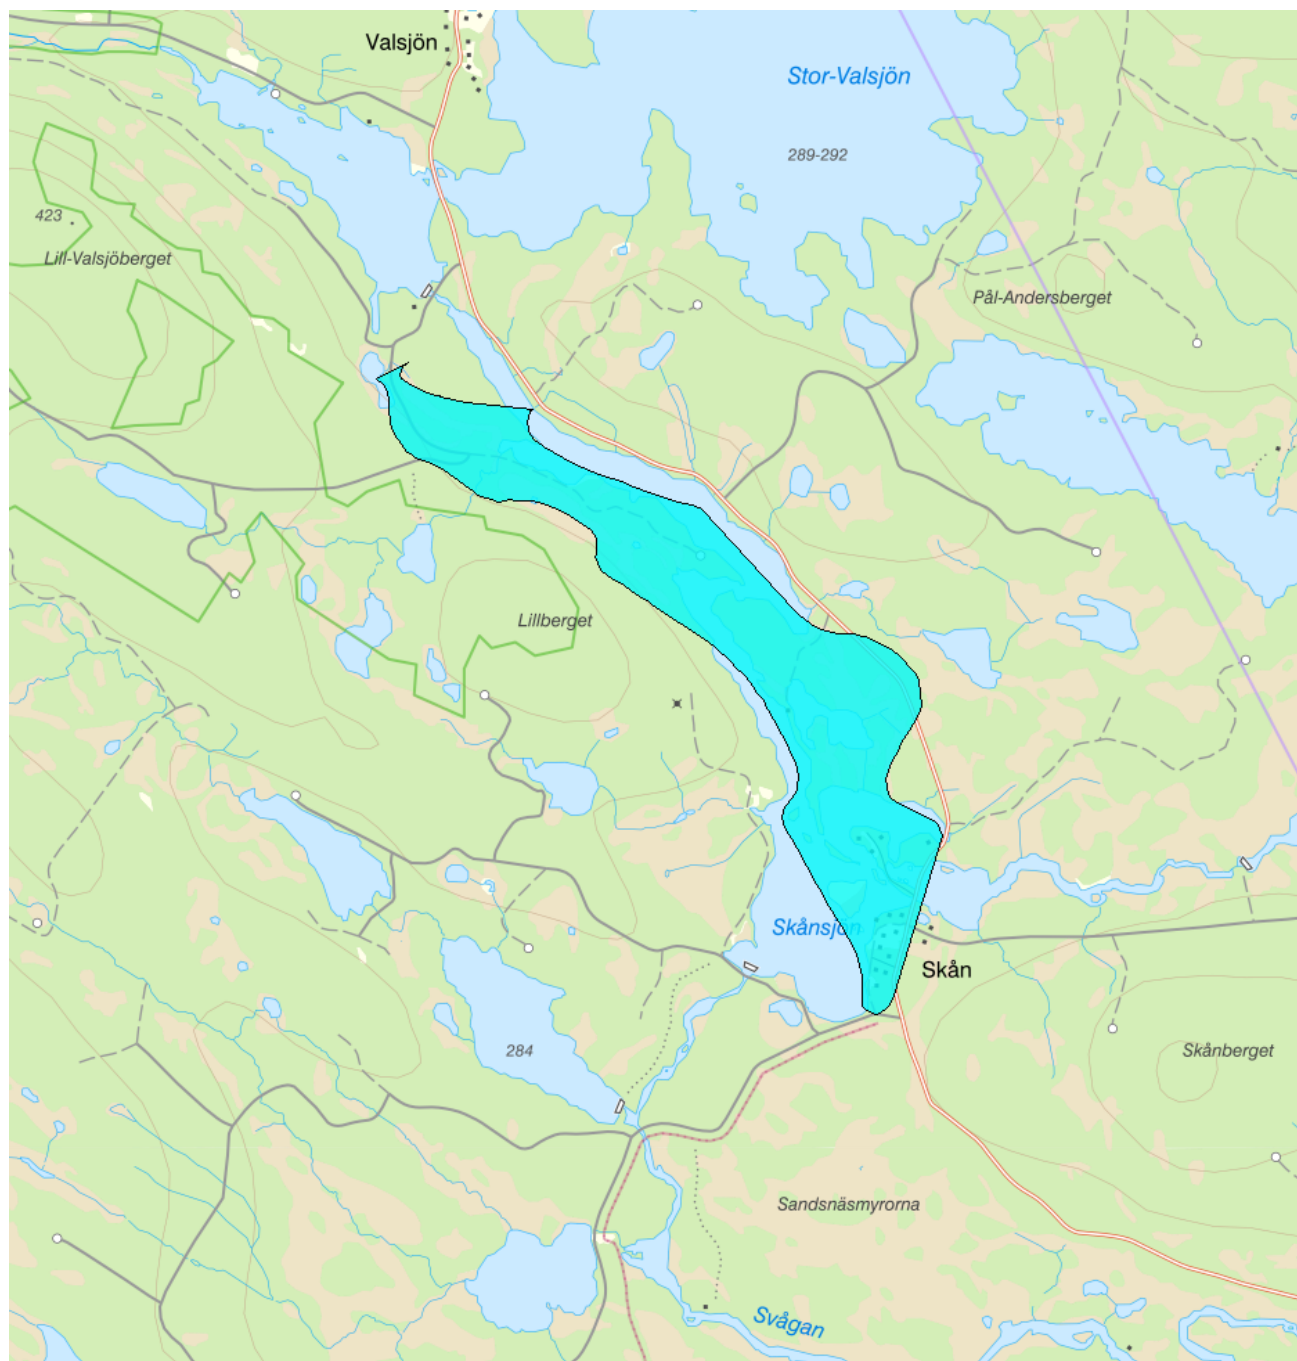 Valsjön
Stor-Valsjön
289-292
423
Lill-Valsjöberget
Pål-Andersberget
Lillberget
Skånsjön
Skån
284
Skånberget
Sandsnäsmyrorna
Svågan